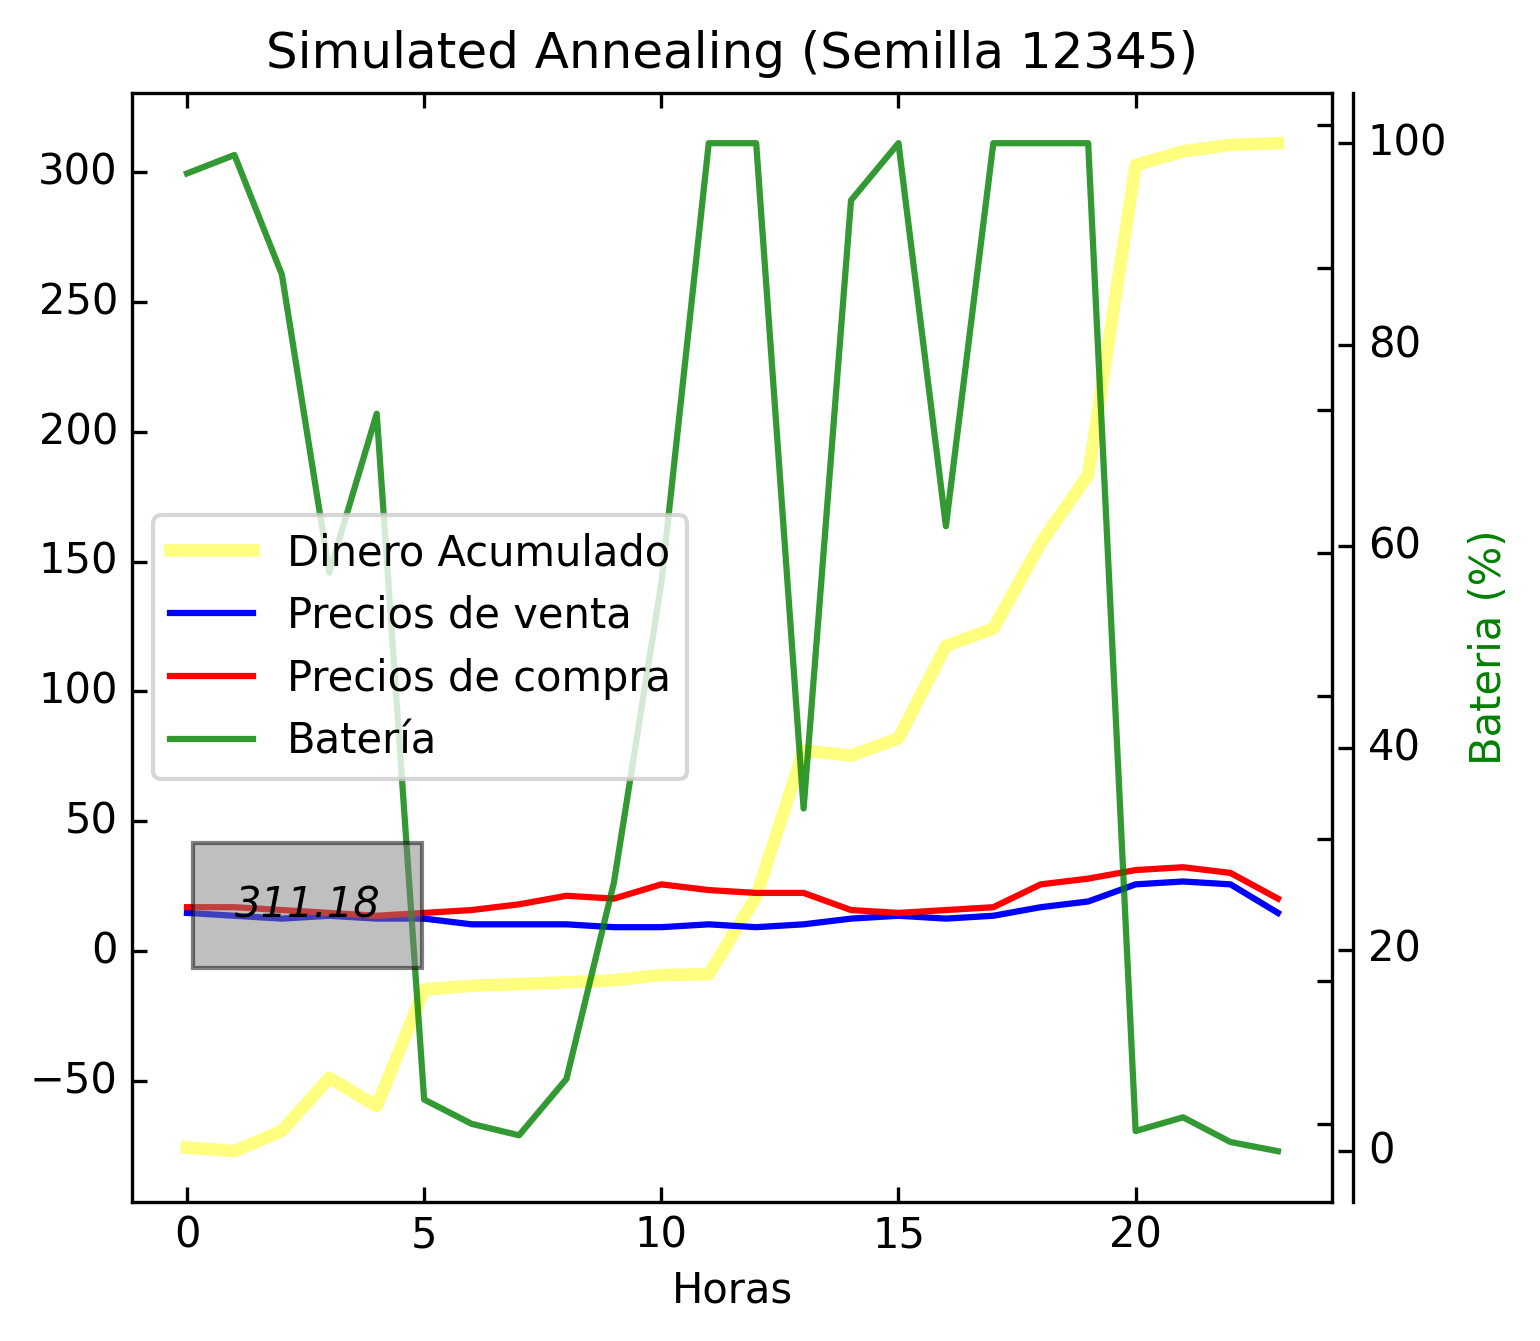 Simulated Annealing (Semilla 12345)
300
250
200
150
100
50
0
−50
100
80
60
40
20
0
Bateria (%)
Dinero Acumulado
Precios de venta
Precios de compra
Batería
311.18
0 5 10 15 20
Horas